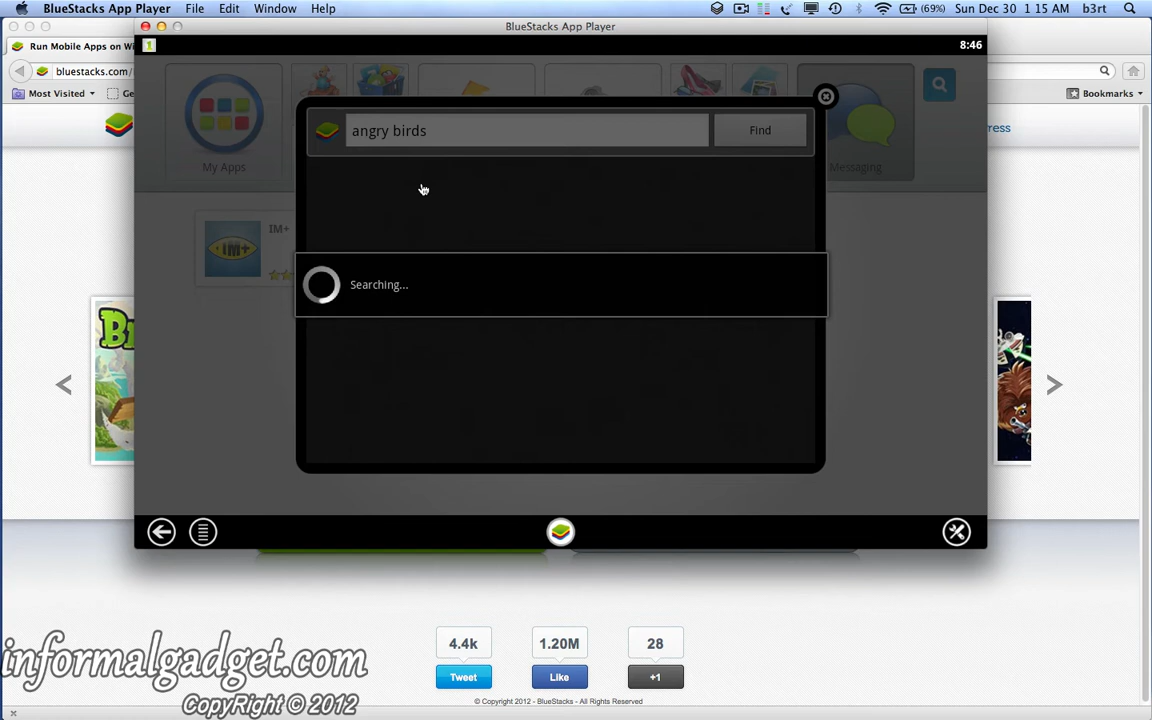 BlueStacks App Player File Edit Window Help (69%) Sun Dec 30 1:15 AM b3rt
BlueStacks App Player
Run Mobile Apps on Wi
1 8:46
bluestacks.com/
Most Visited Ge Bookmarks
angry birds Find
ress
My Apps Messaging
IM+ IM+
Searching...
4.4k 1.20M 28
Tweet Like +1
informalgadget.com
© Copyright 2012 - BlueStacks - All Rights Reserved
CopyRight © 2012